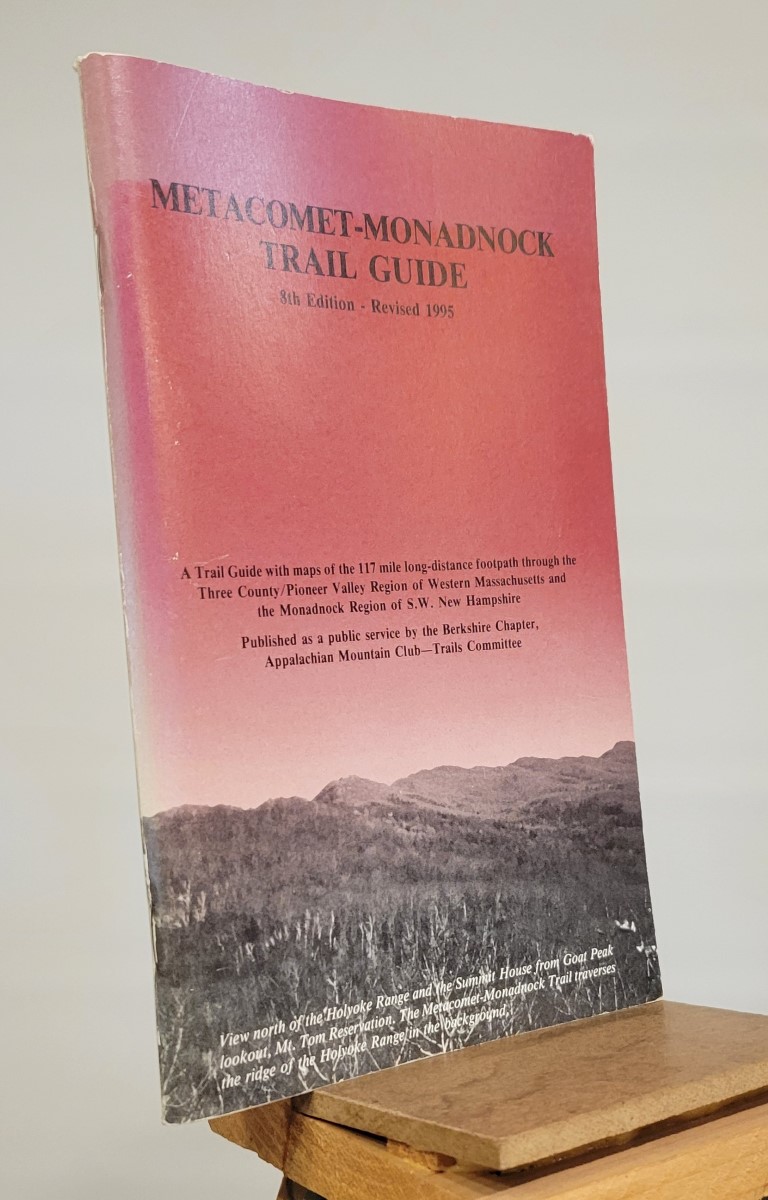 METACOMET-MONADNOCK
TRAIL GUIDE
8th Edition - Revised 1995
A Trail Guide with maps of the 117 mile long-distance footpath through the
Three County/Pioneer Valley Region of Western Massachusetts and
the Monadnock Region of S.W. New Hampshire
Published as a public service by the Berkshire Chapter,
Appalachian Mountain Club—Trails Committee
View north of the Holyoke Range and the Summit House from Goat Peak
lookout, Mt. Tom Reservation. The Metacomet-Monadnock Trail traverses
the ridge of the Holyoke Range in the background.